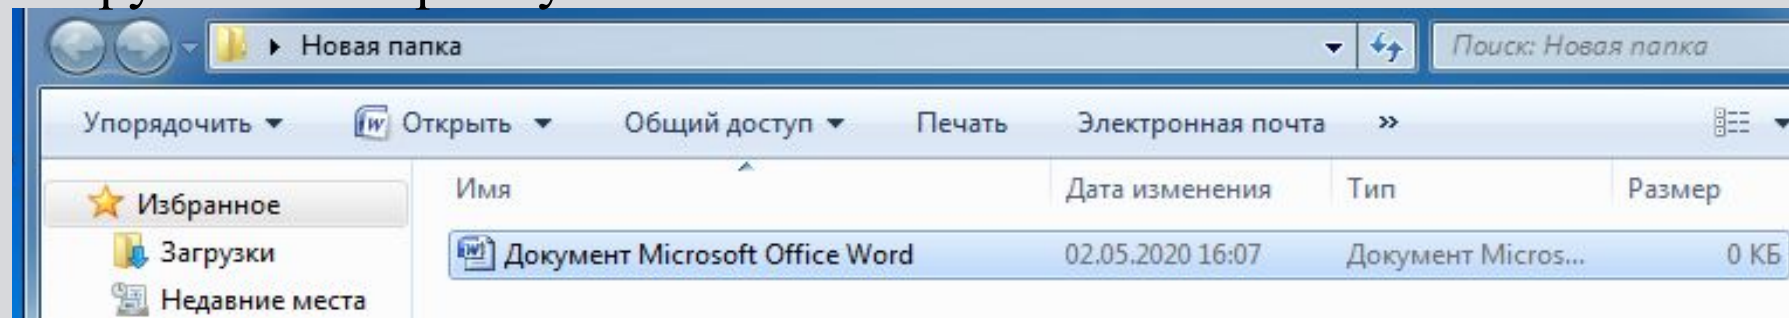 Новая папка
Поиск: Новая папка
Упорядочить Открыть Общий доступ Печать Электронная почта »
Имя Дата изменения Тип Размер
Избранное
Загрузки
Документ Microsoft Office Word 02.05.2020 16:07 Документ Micros... 0 КБ
Недавние места